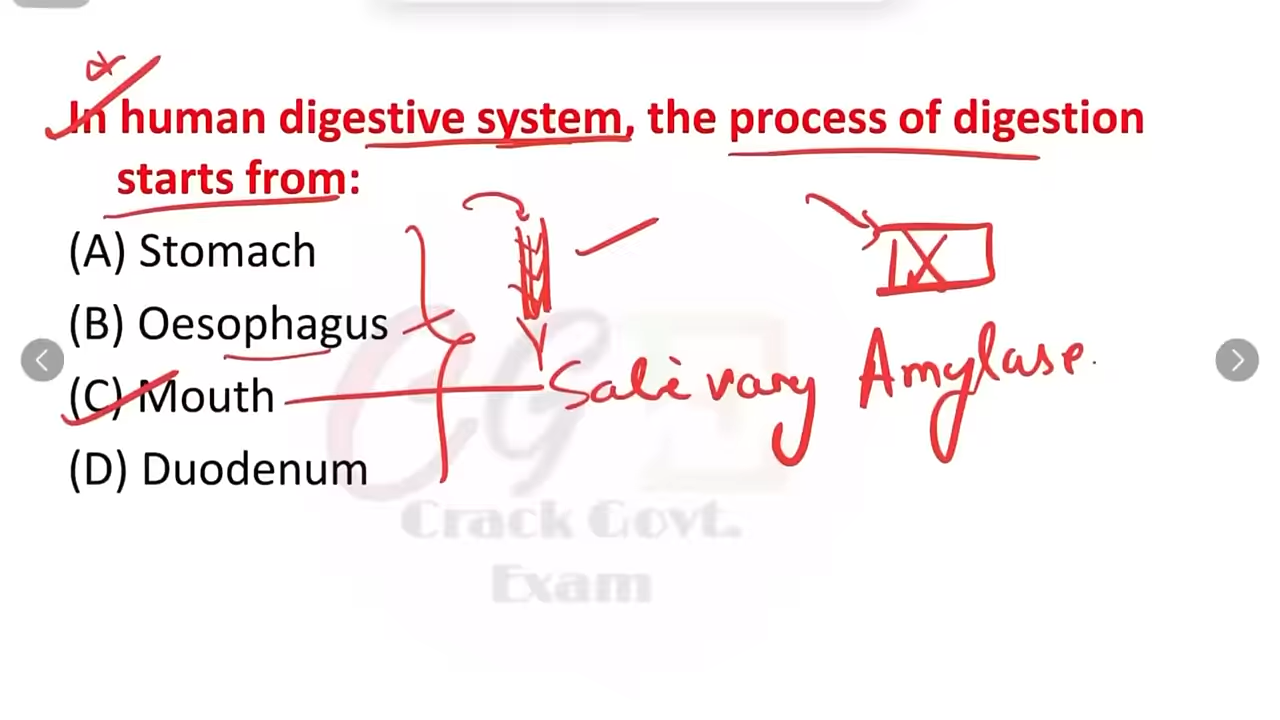 In human digestive system, the process of digestion
starts from:
(A) Stomach
(B) Oesophagus
(C) Mouth
Salivary Amylase.
(D) Duodenum
CG
Crack Govt.
Exam